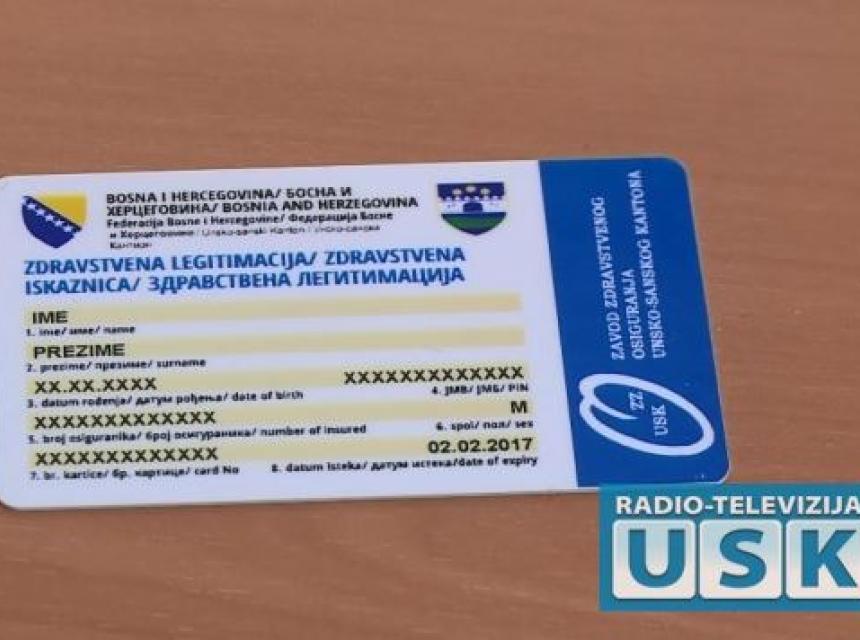 BOSNA I HERCEGOVINA/ БОСНА И
ХЕРЦЕГОВИНА/ BOSNIA AND HERZEGOVINA
Federacija Bosne i Hercegovine/ Федерација Босне
и Херцеговине/ Unsko-sanski Kanton
ZDRAVSTVENA LEGITIMACIJA/ ZDRAVSTVENA
ISKAZNICA/ ЗДРАВСТВЕНА ЛЕГИТИМАЦИЈА
IME
1. ime/ име/ name
PREZIME
2. prezime/ презиме/ surname
XX.XX.XXXX XXXXXXXXXXXXX
3. datum rođenja/ датум рођења/ date of birth 4. JMB/ ЈМБ/ PIN
XXXXXXXXXXXXX M
5. broj osiguranika/ број осигураника/ number of insured 6. spol/ пол/ sex
XXXXXXXXXXXXX 02.02.2017
7. br. kartice/ бр. картице/ card No 8. datum isteka/ датум истека/date of expiry
ZAVOD ZDRAVSTVENOG
OSIGURANJA
UNSKO-SANSKOG KANTONA
ZZ
USK
RADIO-TELEVIZIJA
USK